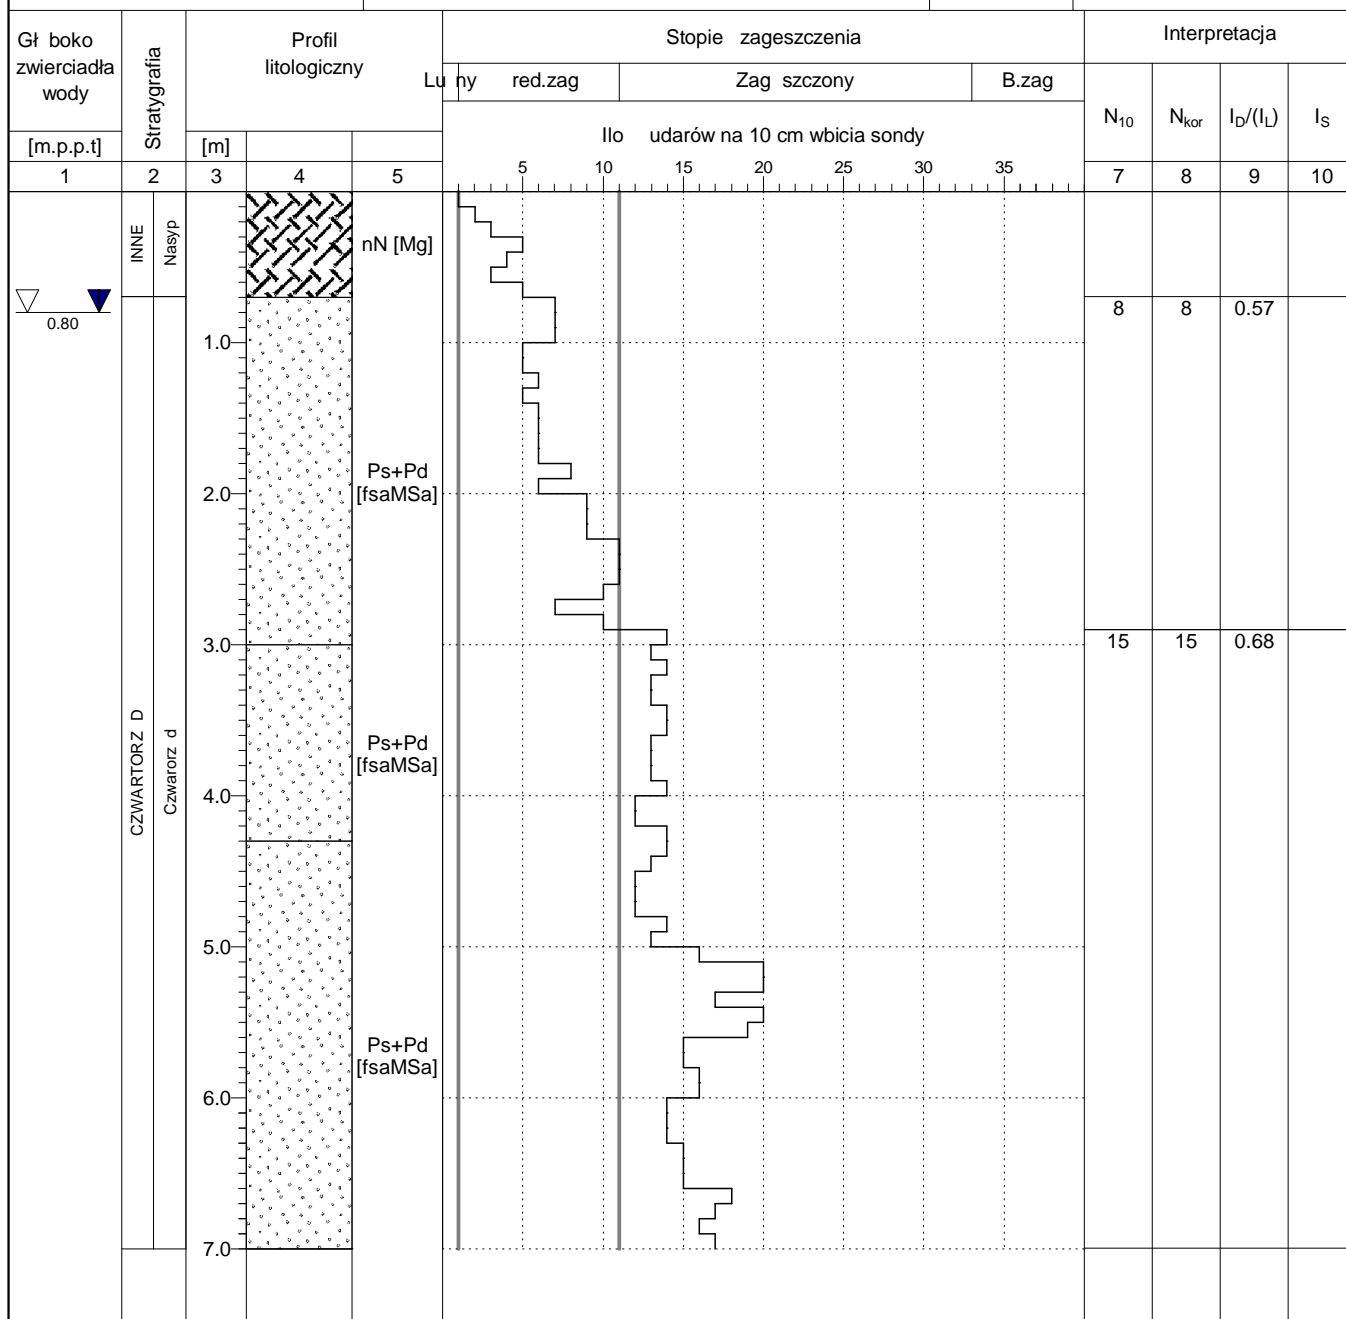 Gł boko
zwierciadła
wody
[m.p.p.t]
Stratygrafia
Profil
litologiczny
[m]
Stopie zageszczenia
Lu ny
red.zag
Zag szczony
B.zag
Ilo udarów na 10 cm wbicia sondy
5 10 15 20 25 30 35
Interpretacja
N10
Nkor
ID/(IL)
IS
1 2 3 4 5 7 8 9 10
INNE
Nasyp
nN [Mg]
0.80
8 8 0.57
1.0
Ps+Pd
[fsaMSa]
2.0
15 15 0.68
3.0
CZWARTORZ D
Czwarorz d
Ps+Pd
[fsaMSa]
4.0
5.0
Ps+Pd
[fsaMSa]
6.0
7.0